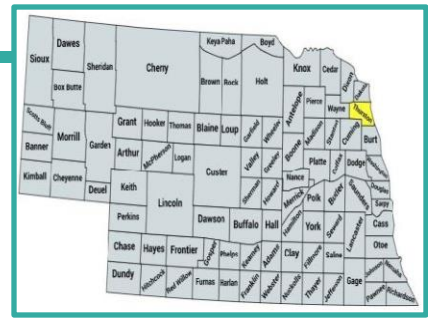 Keya Paha Boyd
Dawes
Sioux Sheridan Cherry Knox Cedar Dixon Dakota
Box Butte Brown Rock Holt Antelope Pierce Wayne Thurston
Scotts Bluff Morrill Garden Grant Hooker Thomas Blaine Loup Garfield Wheeler Madison Stanton Cuming Burt
Banner Arthur McPherson Logan Valley Greeley Boone Platte Colfax Dodge Washington
Kimball Cheyenne Deuel Keith Lincoln Custer Sherman Howard Nance Merrick Polk Butler Saunders Douglas
Sarpy
Perkins Dawson Buffalo Hall Hamilton York Seward Lancaster Cass
Otoe
Chase Hayes Frontier Gosper Phelps Kearney Adams Clay Fillmore Saline Johnson Nemaha
Dundy Hitchcock Red Willow Furnas Harlan Franklin Webster Nuckolls Thayer Jefferson Gage Pawnee Richardson